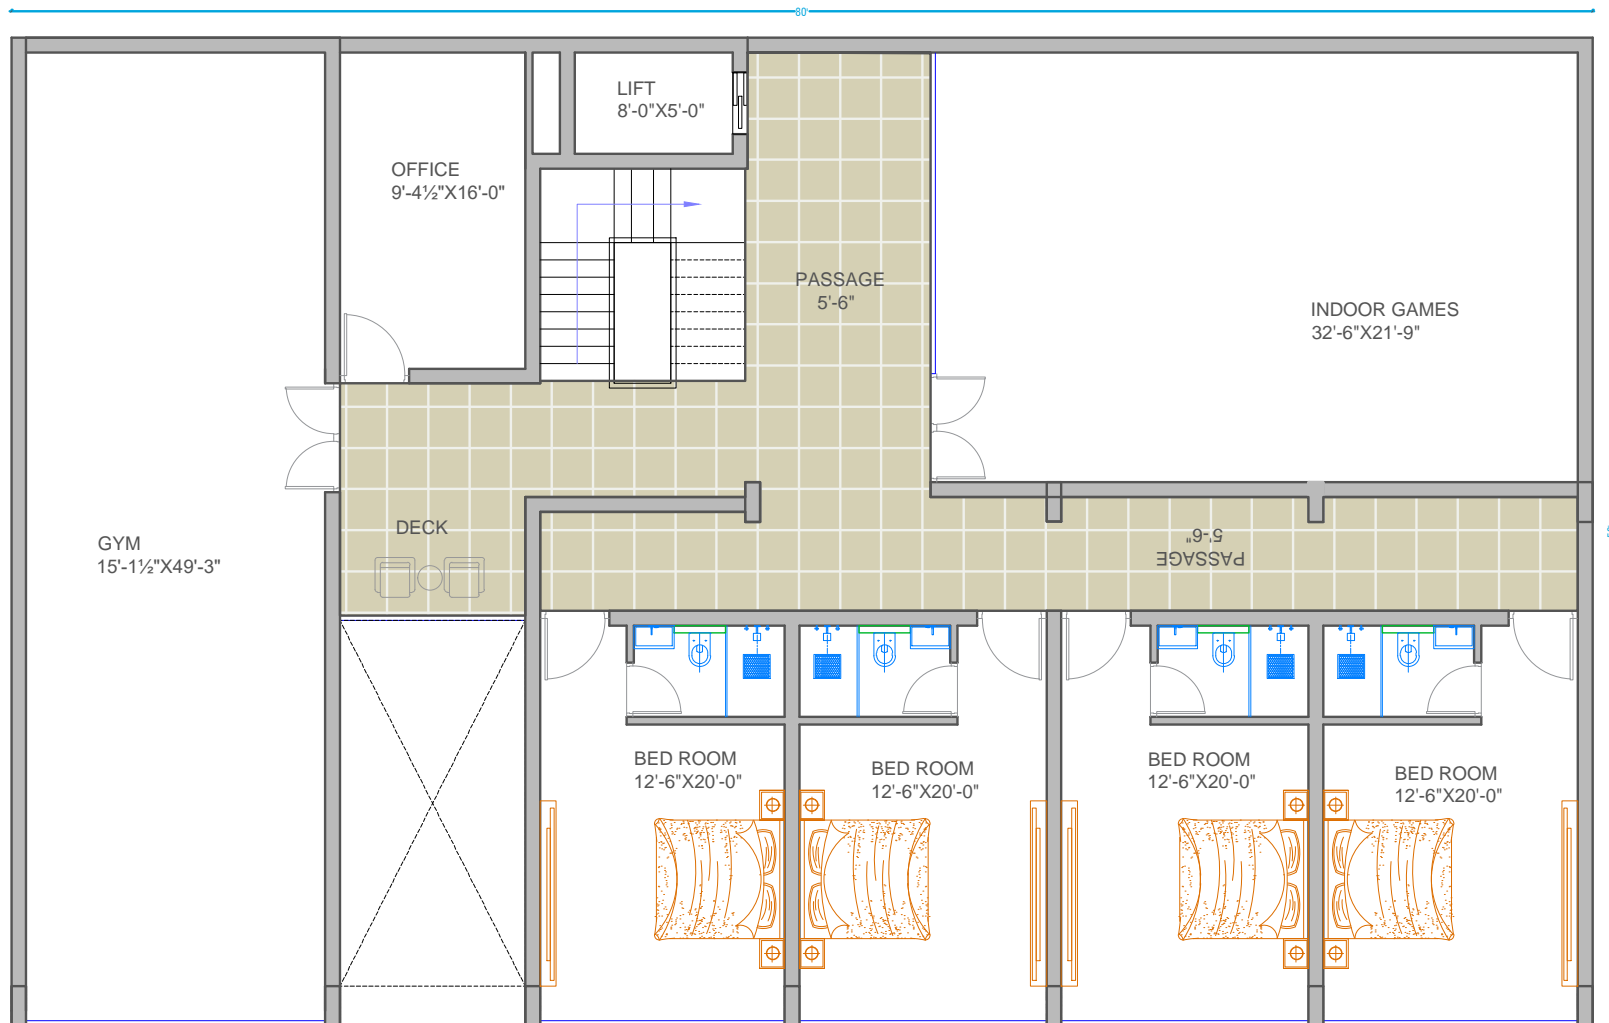 80'
LIFT
8'-0"X5'-0"
OFFICE
9'-4½"X16'-0"
PASSAGE
5'-6"
INDOOR GAMES
32'-6"X21'-9"
DECK
GYM
15'-1½"X49'-3"
PASSAGE
5'-6"
BED ROOM
12'-6"X20'-0"
BED ROOM
12'-6"X20'-0"
BED ROOM
12'-6"X20'-0"
BED ROOM
12'-6"X20'-0"